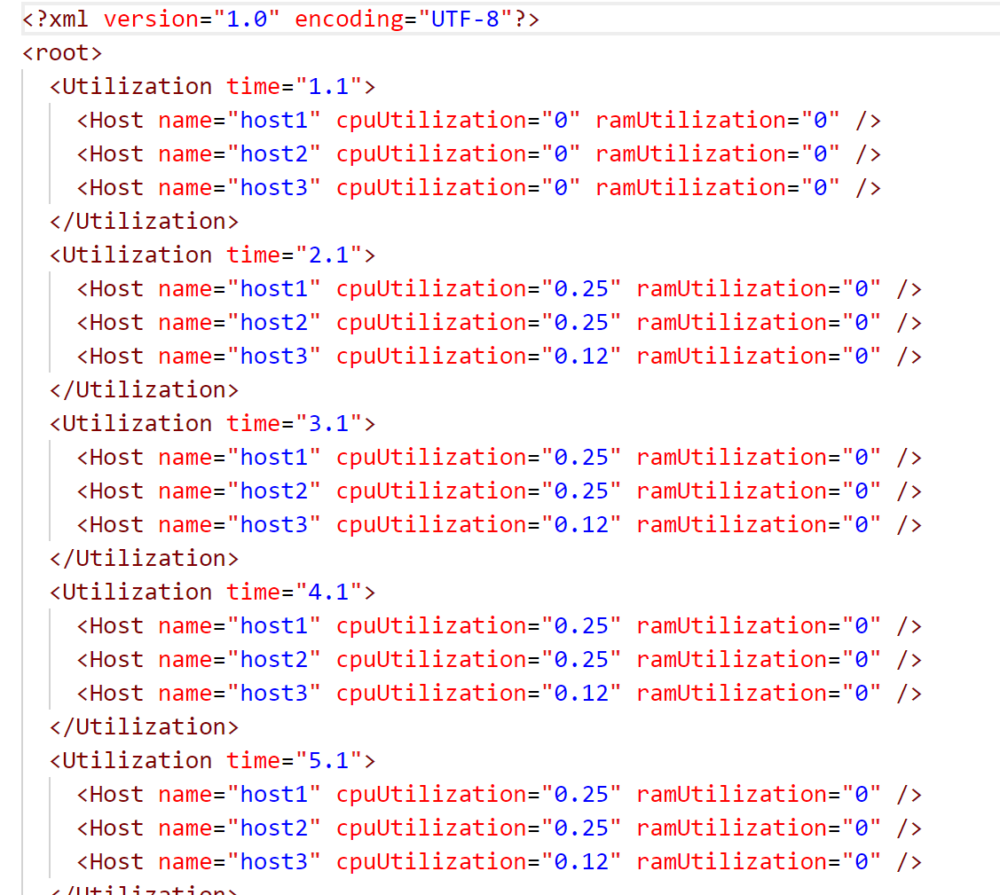 <?xml version="1.0" encoding="UTF-8"?>
<root>
  <Utilization time="1.1">
    <Host name="host1" cpuUtilization="0" ramUtilization="0" />
    <Host name="host2" cpuUtilization="0" ramUtilization="0" />
    <Host name="host3" cpuUtilization="0" ramUtilization="0" />
  </Utilization>
  <Utilization time="2.1">
    <Host name="host1" cpuUtilization="0.25" ramUtilization="0" />
    <Host name="host2" cpuUtilization="0.25" ramUtilization="0" />
    <Host name="host3" cpuUtilization="0.12" ramUtilization="0" />
  </Utilization>
  <Utilization time="3.1">
    <Host name="host1" cpuUtilization="0.25" ramUtilization="0" />
    <Host name="host2" cpuUtilization="0.25" ramUtilization="0" />
    <Host name="host3" cpuUtilization="0.12" ramUtilization="0" />
  </Utilization>
  <Utilization time="4.1">
    <Host name="host1" cpuUtilization="0.25" ramUtilization="0" />
    <Host name="host2" cpuUtilization="0.25" ramUtilization="0" />
    <Host name="host3" cpuUtilization="0.12" ramUtilization="0" />
  </Utilization>
  <Utilization time="5.1">
    <Host name="host1" cpuUtilization="0.25" ramUtilization="0" />
    <Host name="host2" cpuUtilization="0.25" ramUtilization="0" />
    <Host name="host3" cpuUtilization="0.12" ramUtilization="0" />
  </Utilization>